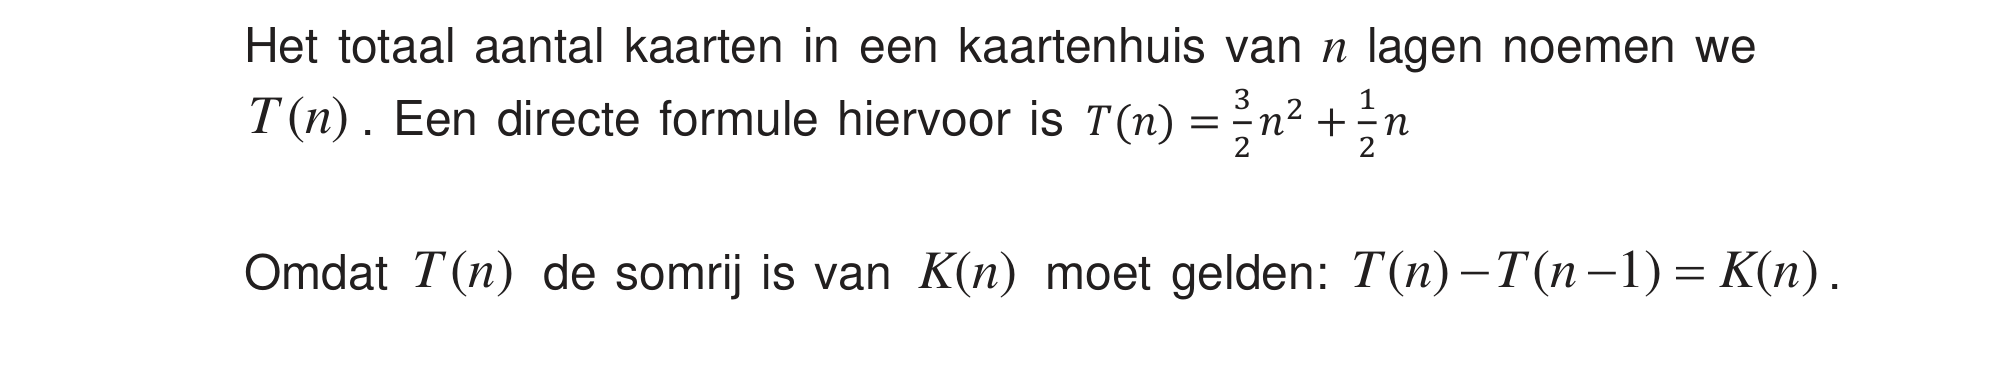 Het totaal aantal kaarten in een kaartenhuis van n lagen noemen we
T(n) . Een directe formule hiervoor is T(n) = 3/2 n² + 1/2 n
Omdat T(n) de somrij is van K(n) moet gelden: T(n) – T(n – 1) = K(n) .